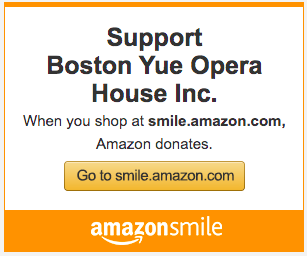 Support
Boston Yue Opera
House Inc.
When you shop at smile.amazon.com,
Amazon donates.
Go to smile.amazon.com
amazonsmile